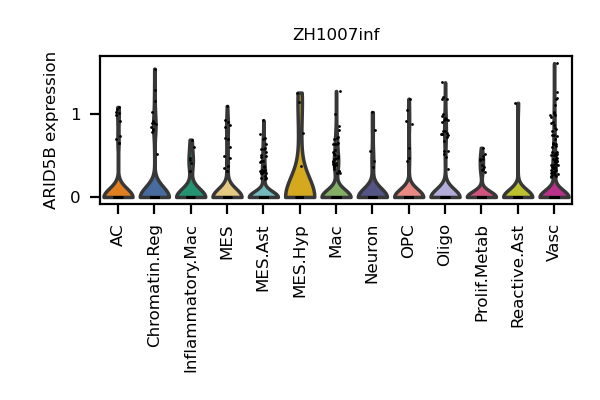 ZH1007inf
ARID5B expression
1
0
AC
Chromatin.Reg
Inflammatory.Mac
MES
MES.Ast
MES.Hyp
Mac
Neuron
OPC
Oligo
Prolif.Metab
Reactive.Ast
Vasc